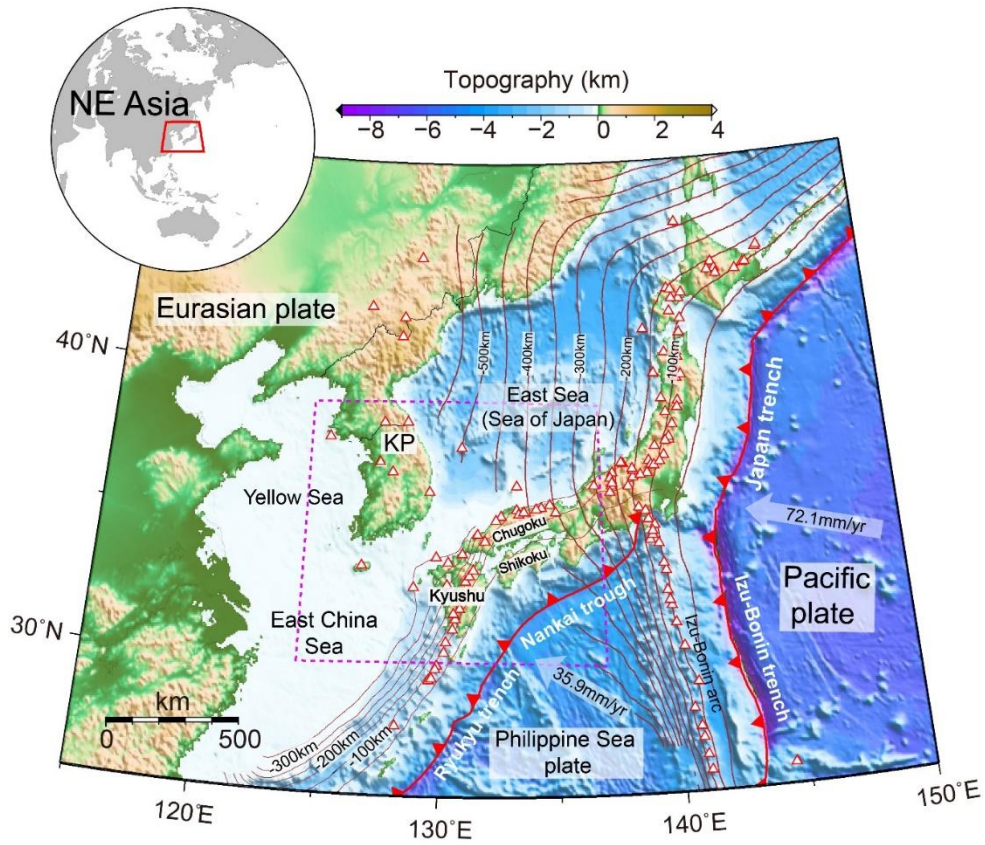 NE Asia
Topography (km)
−8 −6 −4 −2 0 2 4
Eurasian plate
40°N
-500km
-400km
-300km
-200km
-100km
East Sea
(Sea of Japan)
Japan trench
KP
Yellow Sea
72.1mm/yr
Chugoku
Shikoku
Kyushu
Pacific
plate
30°N
East China
Sea
Nankai trough
Izu-Bonin arc
Izu-Bonin trench
km
0 500
35.9mm/yr
Ryukyu trench
Philippine Sea
plate
-300km
-200km
-100km
120°E
130°E
140°E
150°E